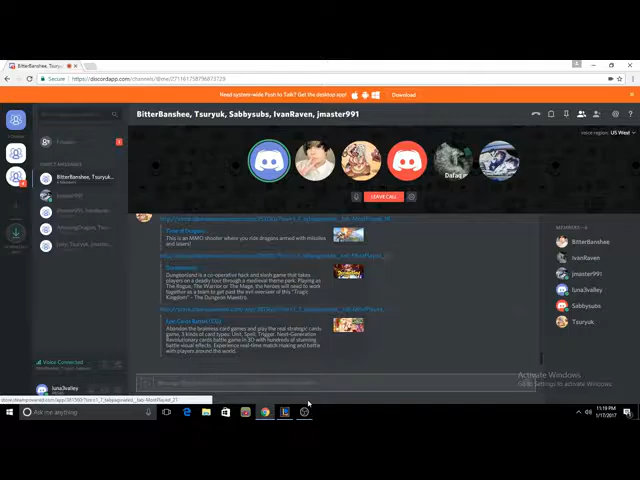 BitterBanshee, Tsuryuk
Secure
https://discordapp.com/channels/@me/271161758796873729
Need system-wide Push to Talk? Get the desktop app!
Download
BitterBanshee, Tsuryuk, Sabbysubs, IvanRaven, jmaster991
voice region: US West
Friends
DIRECT MESSAGES
BitterBanshee, Tsuryuk,...
jmaster991
Dafaq
LEAVE CALL
Time of Dragons
This is an MMO shooter where you ride dragons armed with missiles
and lasers!
Dungeonland
Dungeonland is a co-operative hack and slash game that takes
players on a deadly tour through a medieval theme park. Playing as
The Rogue, The Warrior or The Mage, the heroes will need to work
together as a team to get past the evil owner of this "Tragic
Kingdom" – The Dungeon Maestro.
Abandon the brainless card games and play the real strategic cards
game, 3 kinds of card types: Unit, Spell, Trigger. Next-Generation
Revolutionary cards battle game in 3D with hundreds of stunning
battle visual effects. Experience real-time match making and battle
with players around the world.
MEMBERS—6
BitterBanshee
IvanRaven
jmaster991
luna3valley
Sabbysubs
Tsuryuk
Voice Connected
luna3valley
Activate Windows
Go to Settings to activate Windows.
Ask me anything
11:19 PM
1/17/2017